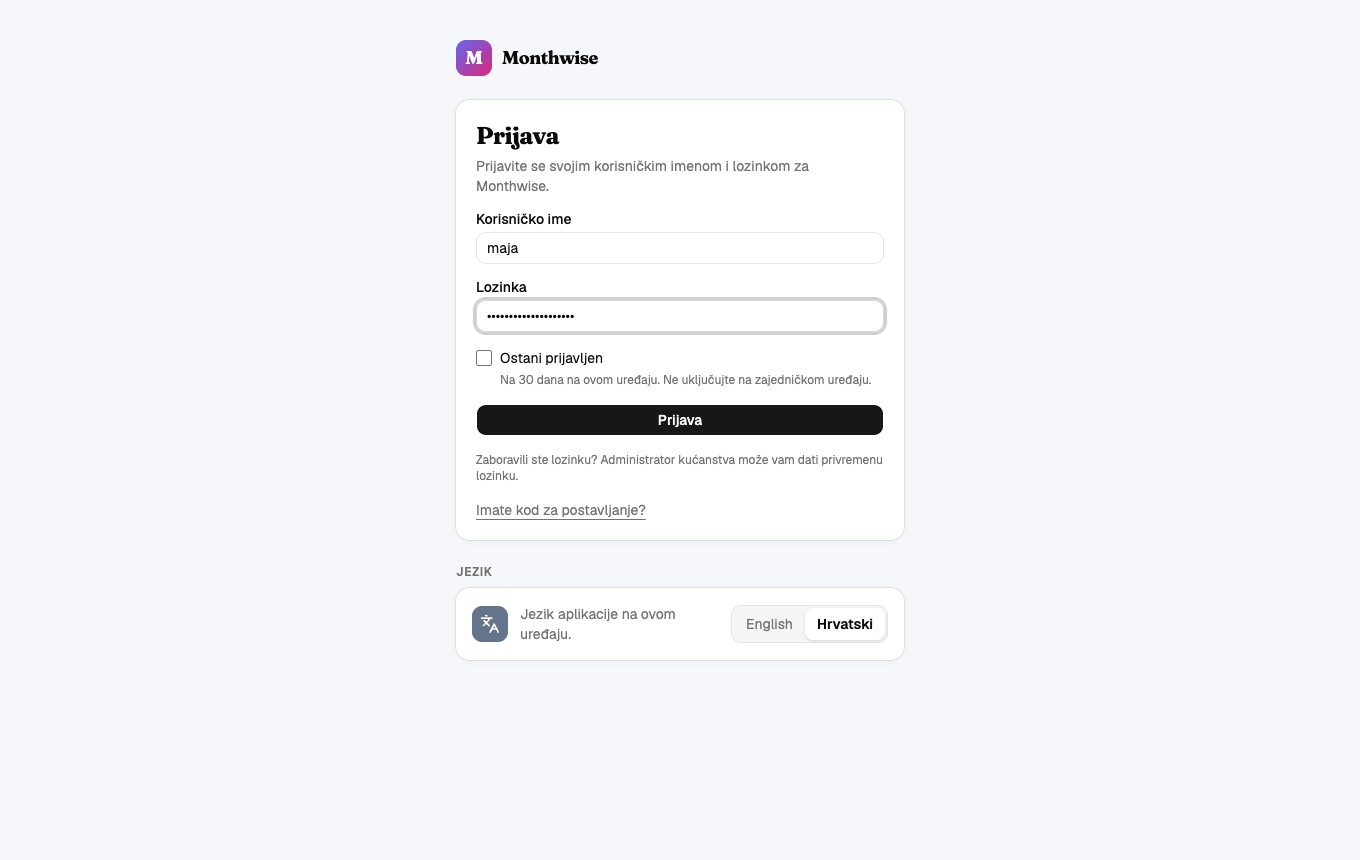 M Monthwise
Prijava
Prijavite se svojim korisničkim imenom i lozinkom za
Monthwise.
Korisničko ime
maja
Lozinka
••••••••••••••••••••
Ostani prijavljen
Na 30 dana na ovom uređaju. Ne uključujte na zajedničkom uređaju.
Prijava
Zaboravili ste lozinku? Administrator kućanstva može vam dati privremenu
lozinku.
Imate kod za postavljanje?
JEZIK
Jezik aplikacije na ovom
uređaju.
English Hrvatski